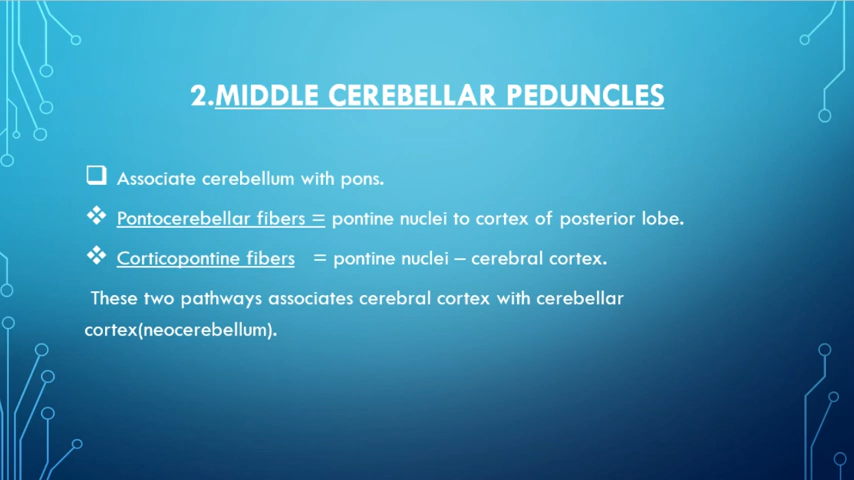 2.MIDDLE CEREBELLAR PEDUNCLES
❑ Associate cerebellum with pons.
❖ Pontocerebellar fibers = pontine nuclei to cortex of posterior lobe.
❖ Corticopontine fibers = pontine nuclei – cerebral cortex.
These two pathways associates cerebral cortex with cerebellar
cortex(neocerebellum).